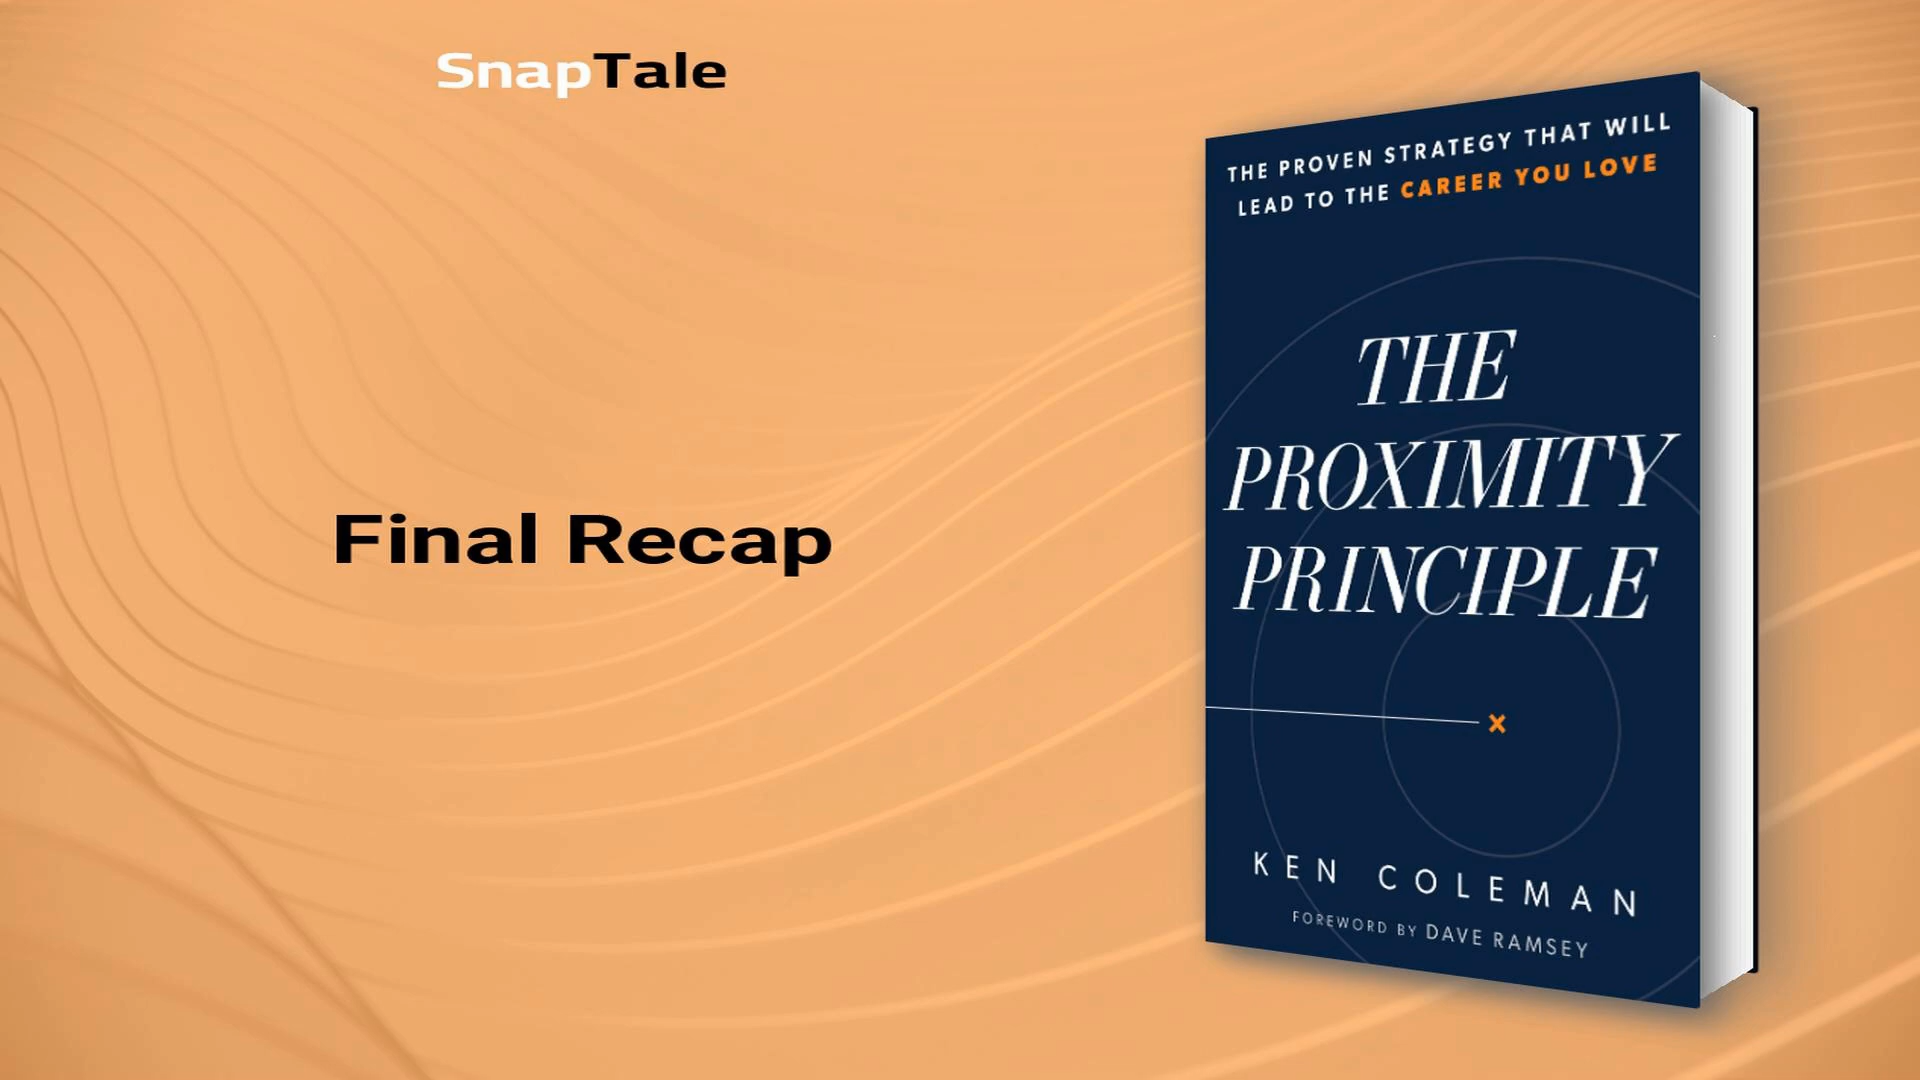 SnapTale
Final Recap
THE PROVEN STRATEGY THAT WILL
LEAD TO THE CAREER YOU LOVE
THE
PROXIMITY
PRINCIPLE
KEN COLEMAN
FOREWORD BY DAVE RAMSEY